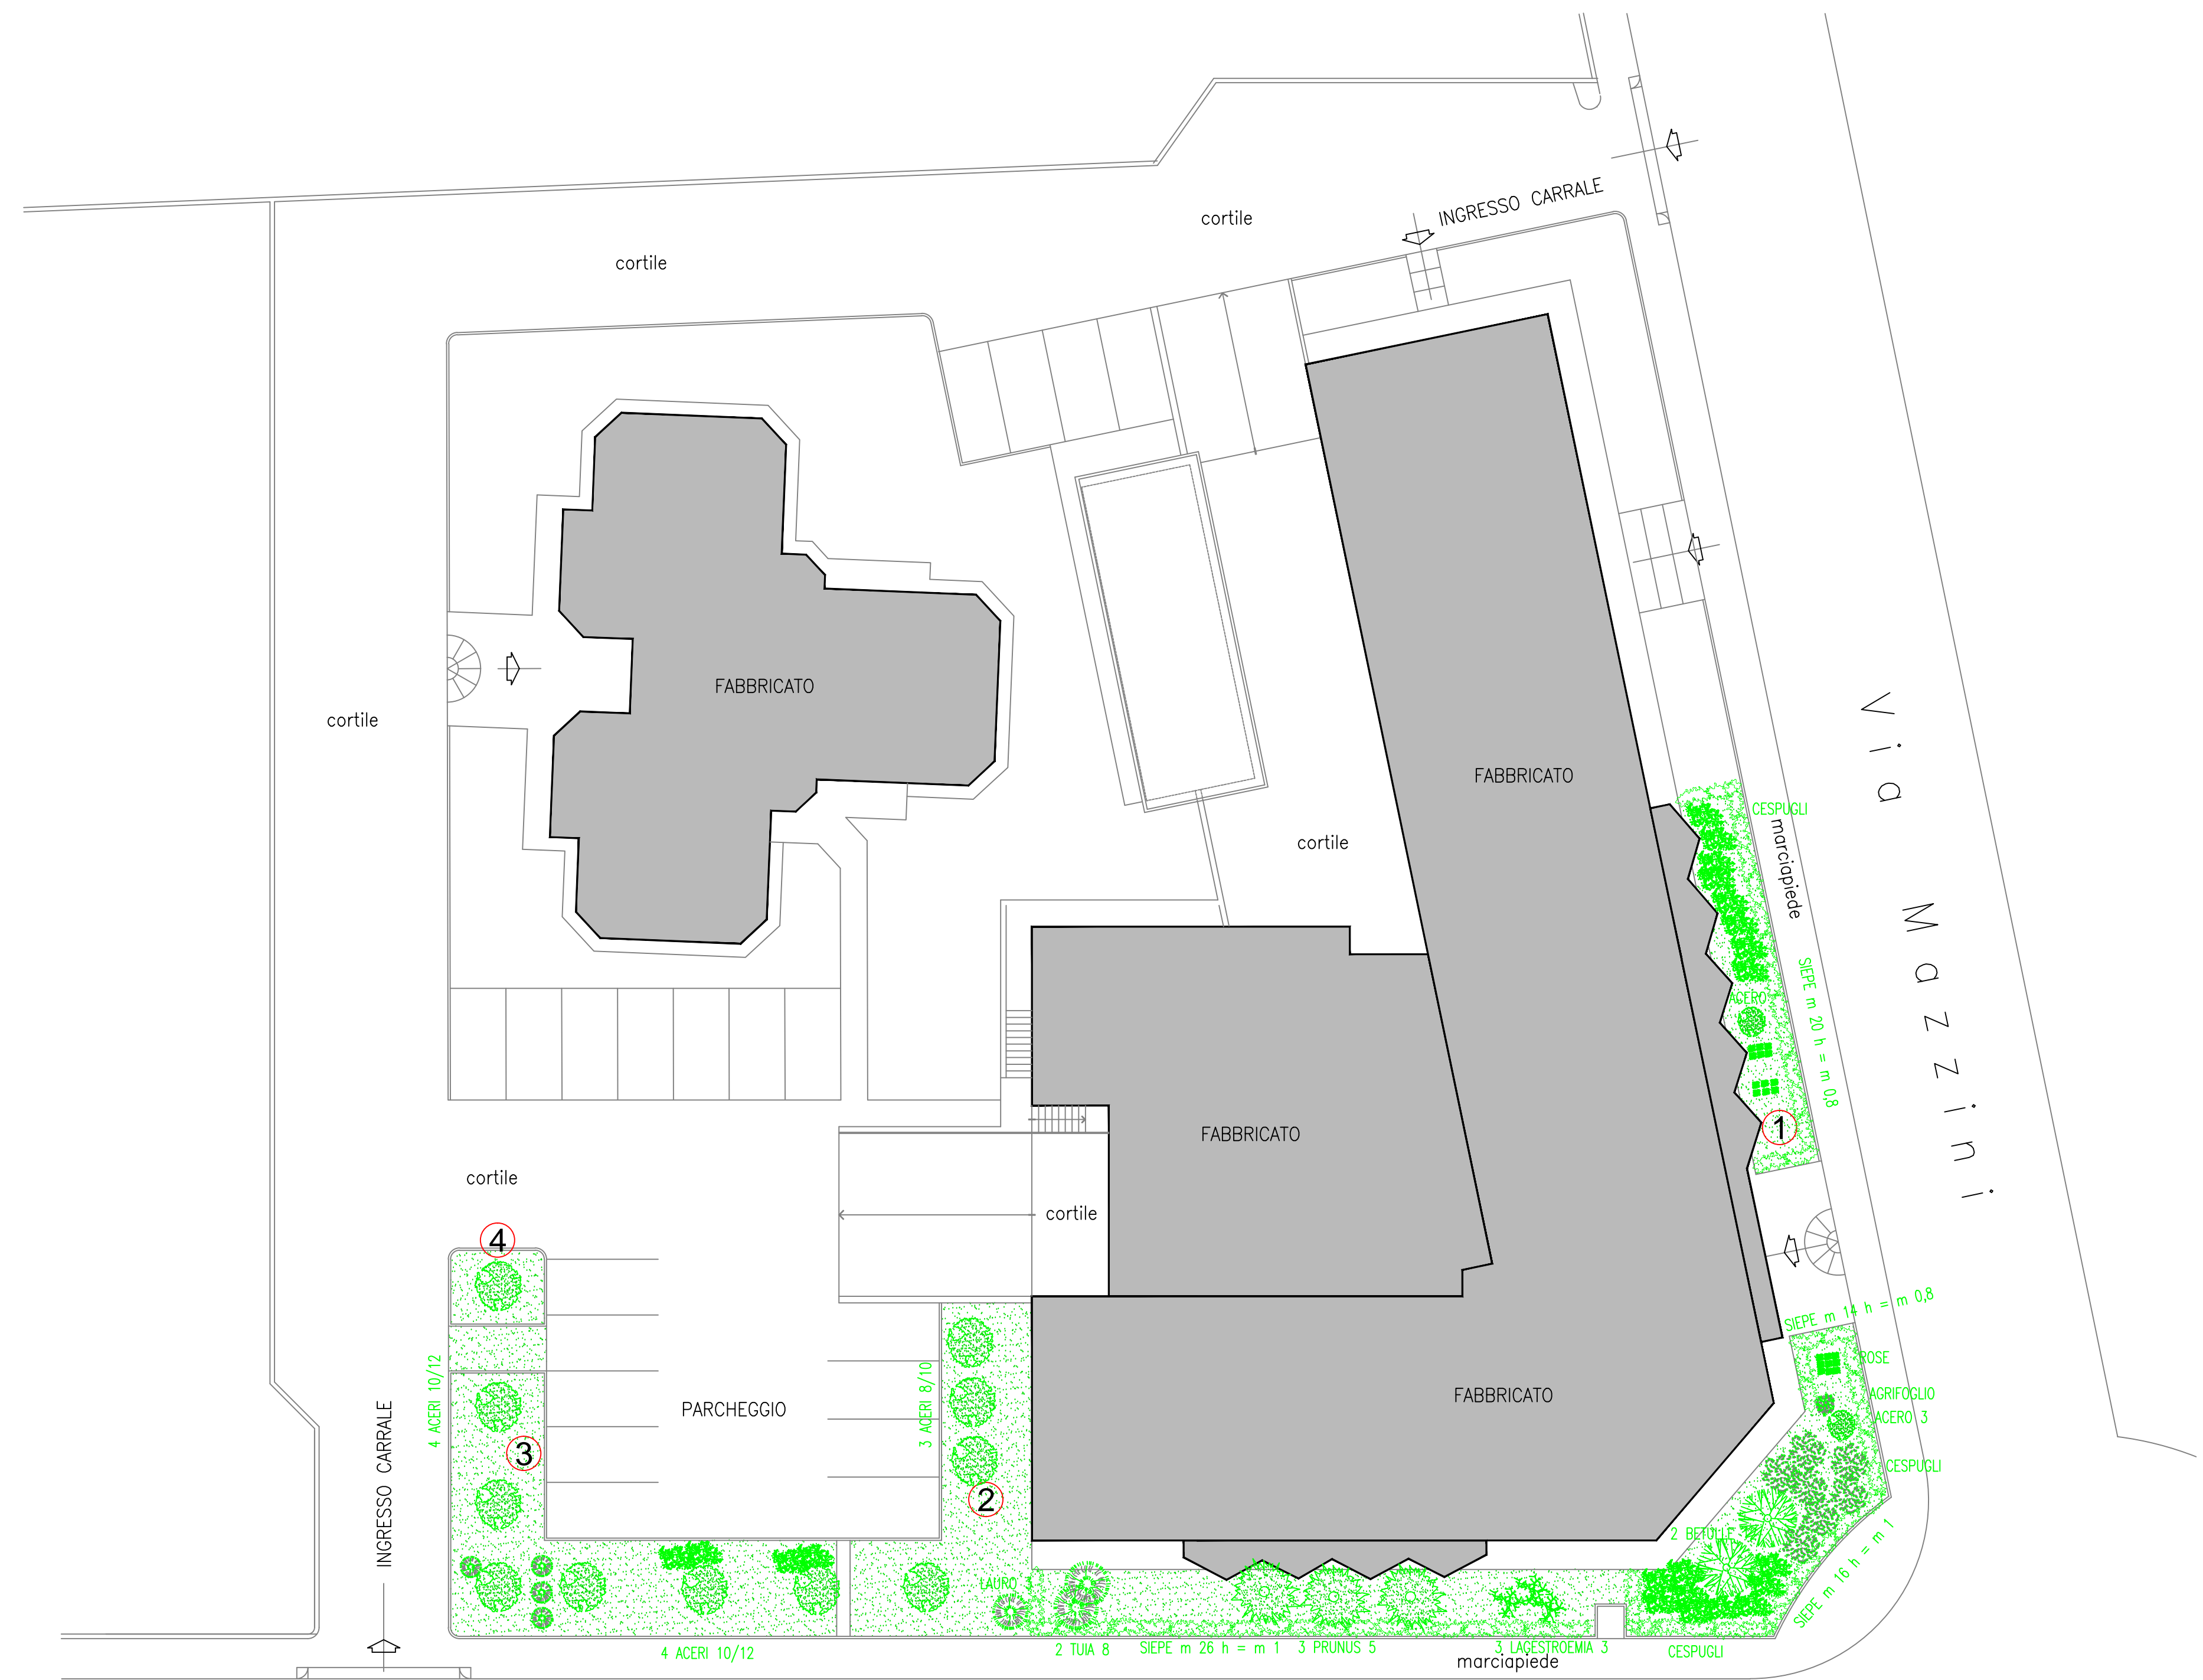 cortile
INGRESSO CARRALE
cortile
FABBRICATO
cortile
FABBRICATO
cortile
CESPUGLI
marciapiede
Via Mazzini
SIEPE m 20 h = m 0,8
FABBRICATO
1
cortile
cortile
4
SIEPE m 14 h = m 0,8
ROSE
AGRIFOGLIO
ACERO 3
CESPUGLI
4 ACERI 10/12
INGRESSO CARRALE
PARCHEGGIO
3 ACERI 8/10
FABBRICATO
3
2
2 BETULLE
SIEPE m 16 h = m 1
4 ACERI 10/12
2 TUIA 8
SIEPE m 26 h = m 1
3 PRUNUS 5
3 LAGESTROEMIA 3
CESPUGLI
marciapiede
ACERO
LAURO